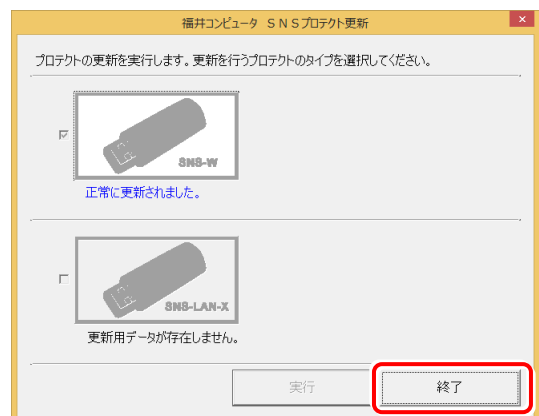 福井コンピュータ SNSプロテクト更新
プロテクトの更新を実行します。更新を行うプロテクトのタイプを選択してください。
SNS-W
正常に更新されました。
SNS-LAN-X
更新用データが存在しません。
実行
終了